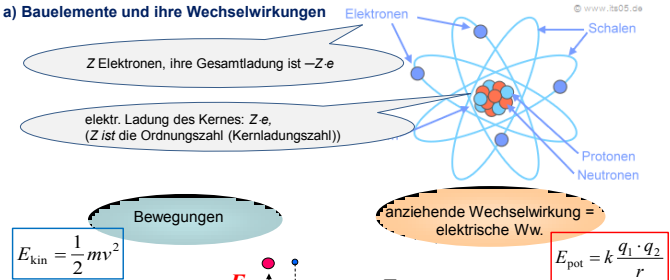 a) Bauelemente und ihre Wechselwirkungen
Elektronen
© www.lts05.de
Schalen
Z Elektronen, ihre Gesamtladung ist –Z·e
elektr. Ladung des Kernes: Z·e,
(Z ist die Ordnungszahl (Kernladungszahl))
Protonen
Neutronen
Bewegungen
anziehende Wechselwirkung =
elektrische Ww.
E_kin = 1/2 mv²
E_pot = k q₁ · q₂ / r